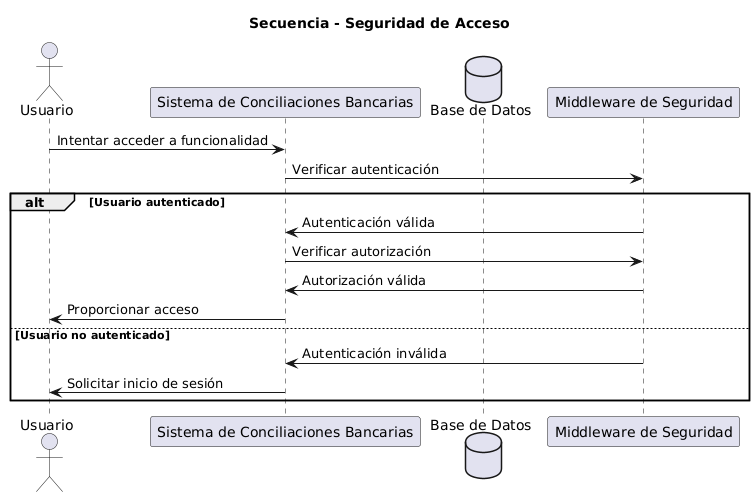 Secuencia - Seguridad de Acceso
Usuario
Sistema de Conciliaciones Bancarias
Base de Datos
Middleware de Seguridad
Intentar acceder a funcionalidad
Verificar autenticación
alt
[Usuario autenticado]
Autenticación válida
Verificar autorización
Autorización válida
Proporcionar acceso
[Usuario no autenticado]
Autenticación inválida
Solicitar inicio de sesión
Usuario
Sistema de Conciliaciones Bancarias
Base de Datos
Middleware de Seguridad